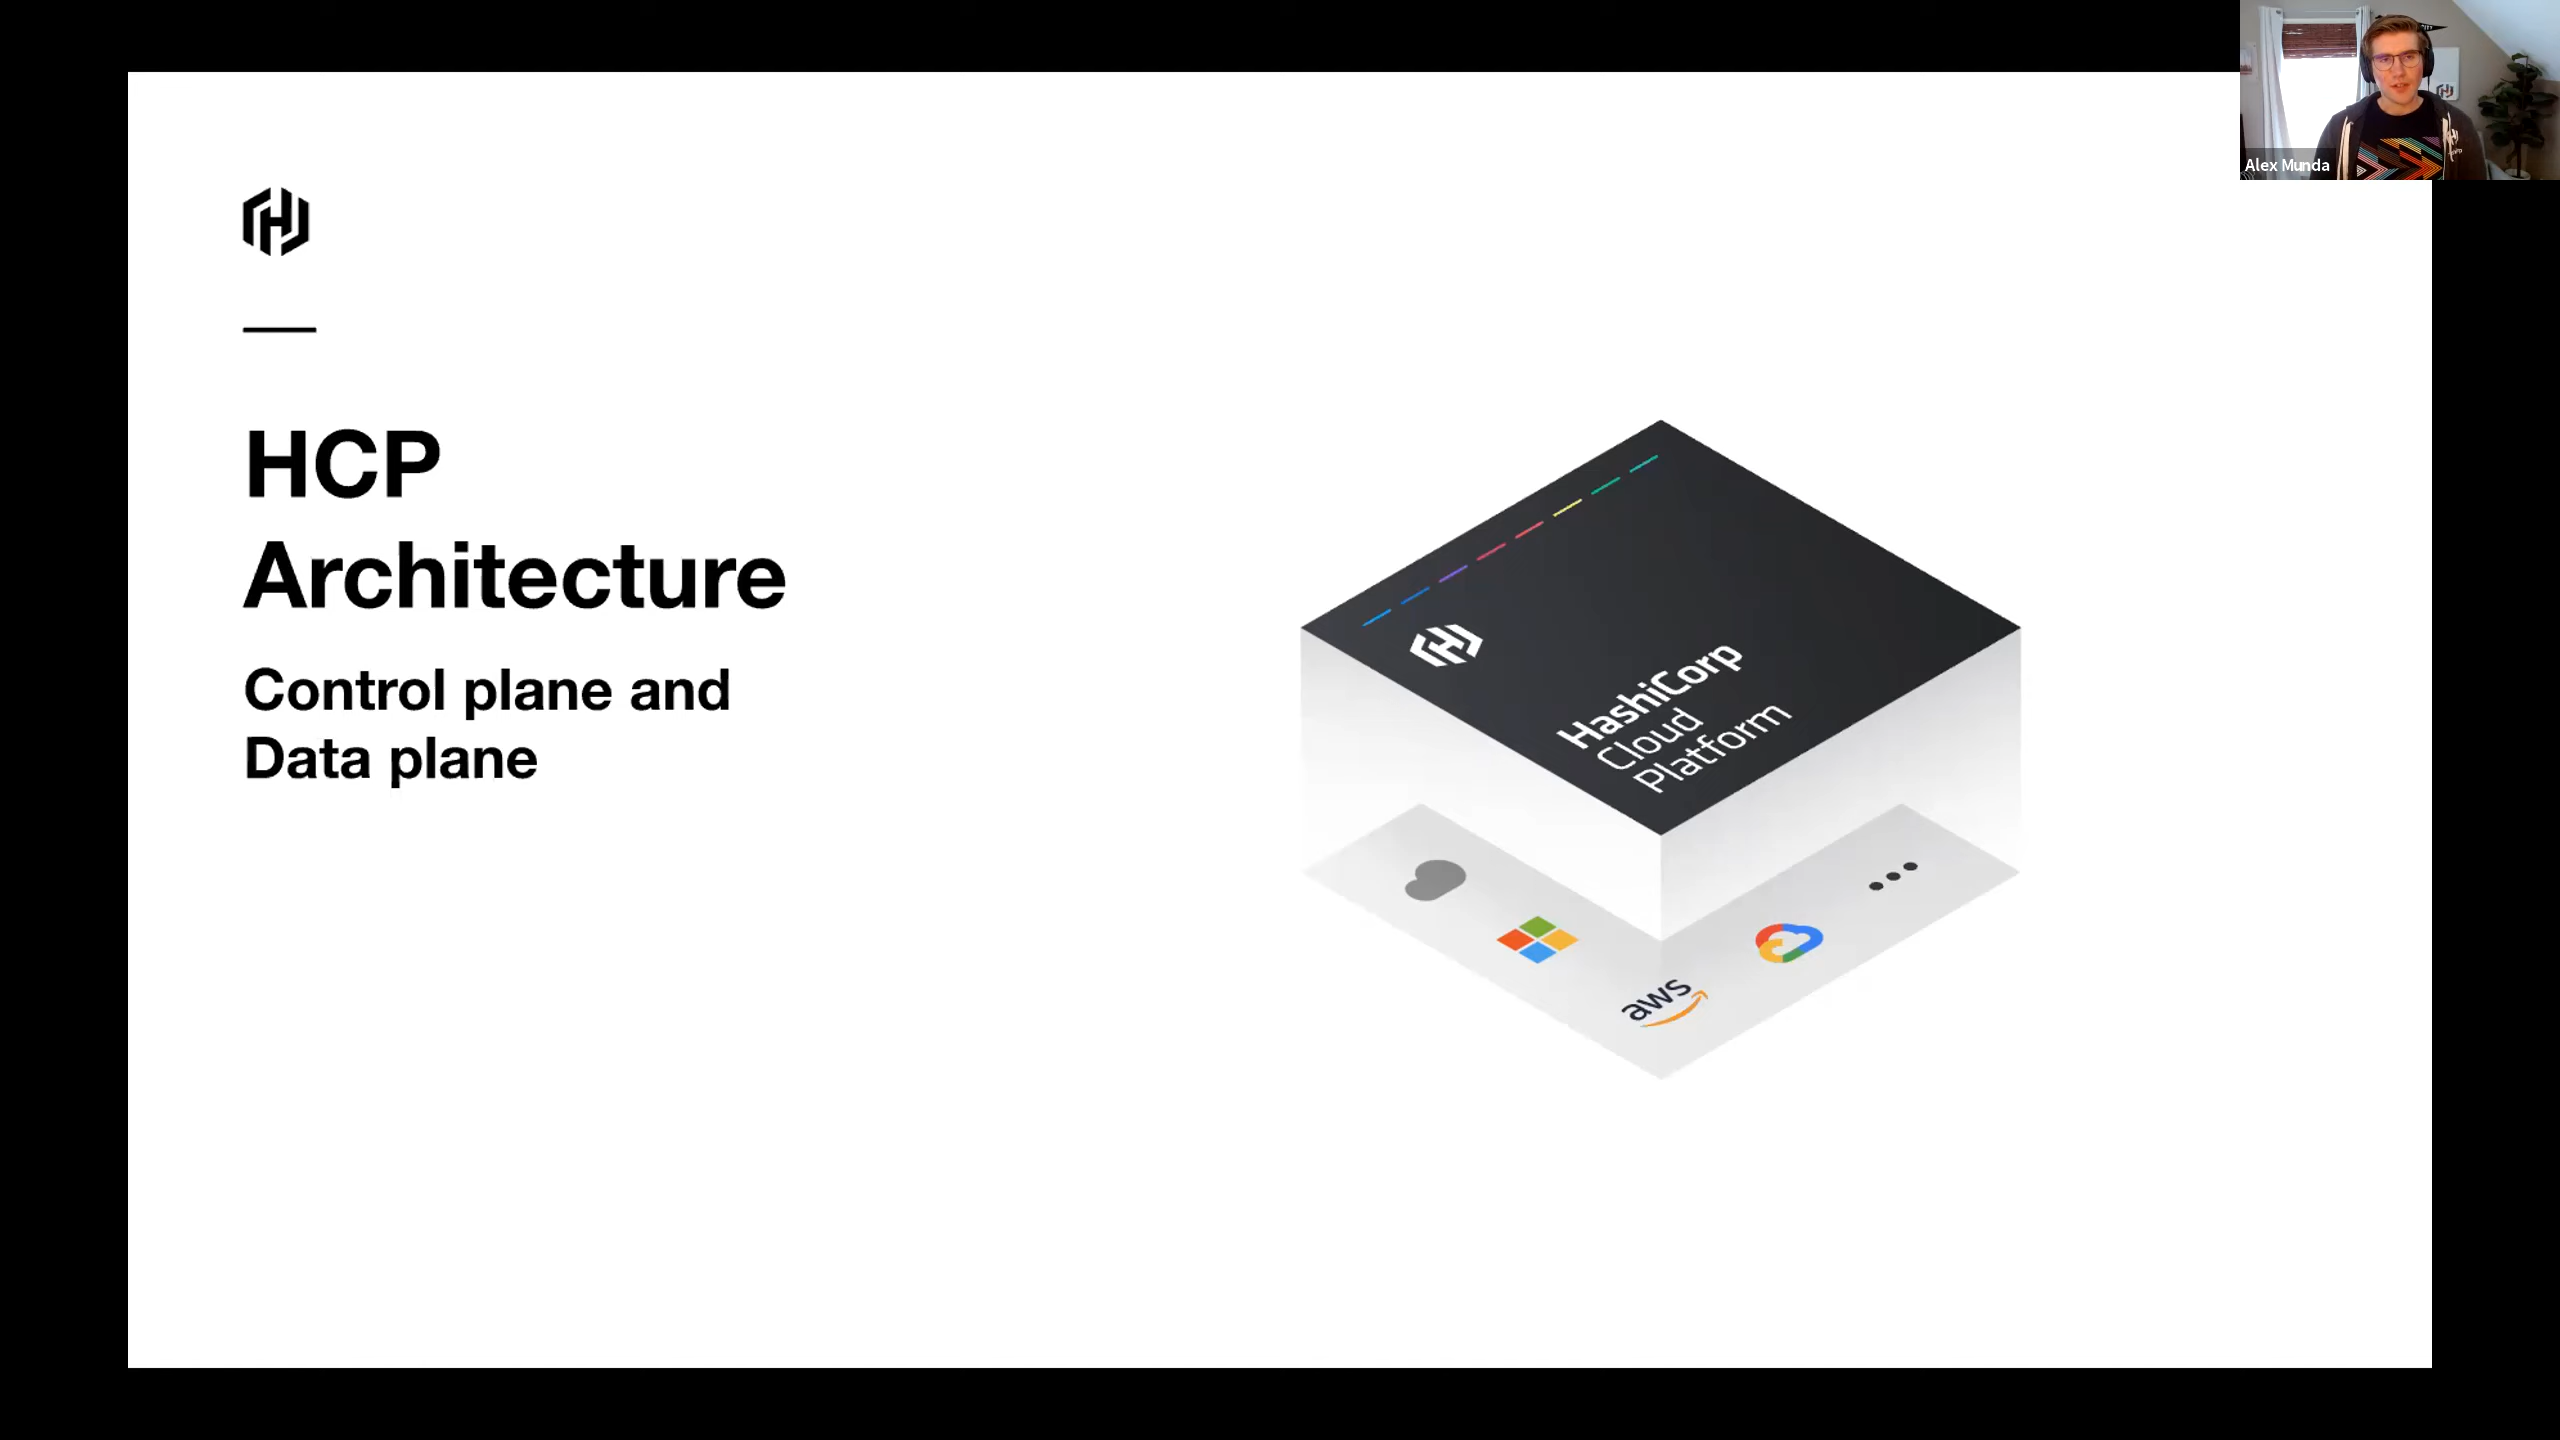 Alex Munda
HCP
Architecture
Control plane and
Data plane
HashiCorp
Cloud
Platform
aws